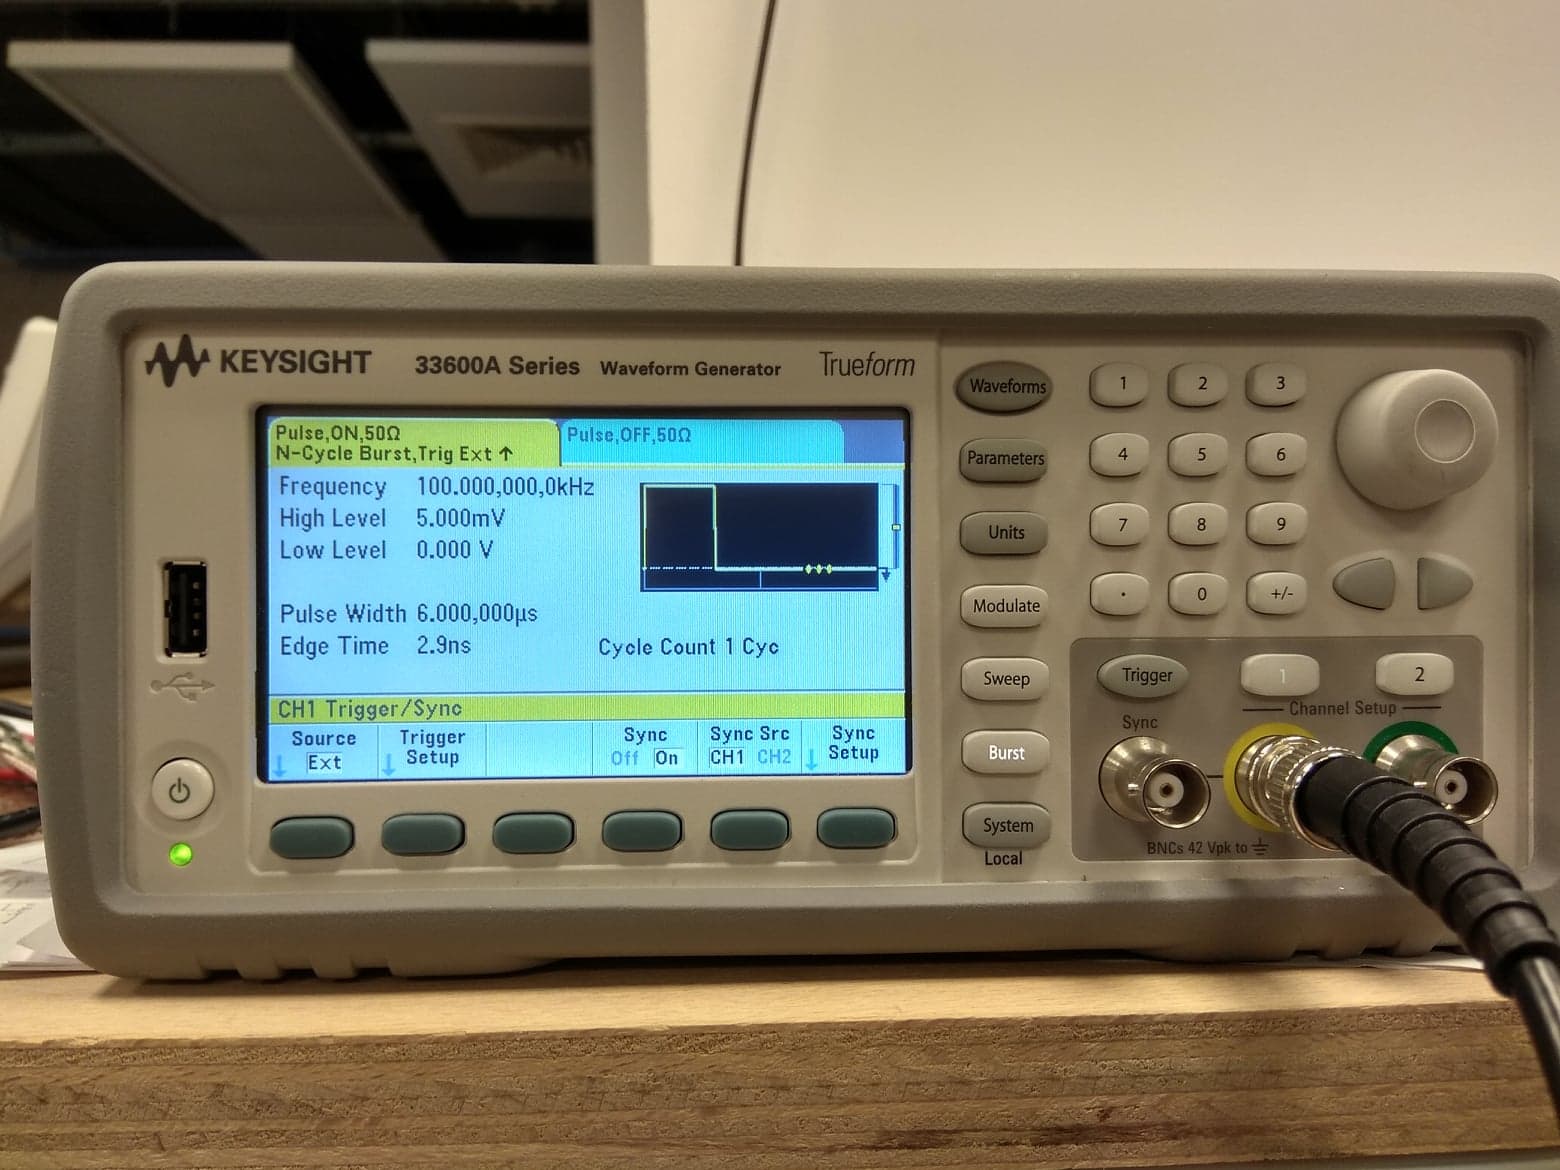 KEYSIGHT 33600A Series Waveform Generator Trueform
Pulse,ON,50Ω
N-Cycle Burst,Trig Ext ↑
Pulse,OFF,50Ω
Frequency 100.000,000,0kHz
High Level 5.000mV
Low Level 0.000 V
Pulse Width 6.000,000µs
Edge Time 2.9ns
Cycle Count 1 Cyc
CH1 Trigger/Sync
Source
Ext
Trigger
Setup
Sync
Off On
Sync Src
CH1 CH2
Sync
Setup
Waveforms
Parameters
Units
Modulate
Sweep
Burst
System
Local
1 2 3
4 5 6
7 8 9
. 0 +/-
Trigger
1
2
Channel Setup
Sync
BNCs 42 Vpk to